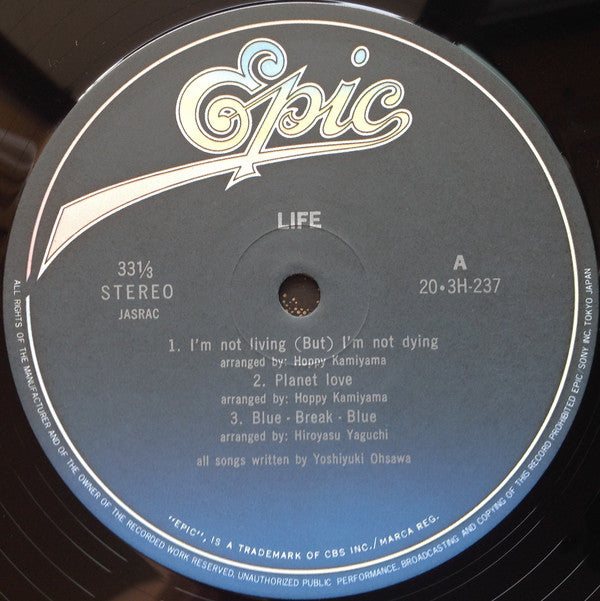 Epic
LIFE
33⅓
STEREO
JASRAC
A
20・3H-237
1. I'm not living (But) I'm not dying
arranged by: Hoppy Kamiyama
2. Planet love
arranged by: Hoppy Kamiyama
3. Blue - Break - Blue
arranged by: Hiroyasu Yaguchi
all songs written by Yoshiyuki Ohsawa
"EPIC", IS A TRADEMARK OF CBS INC./MARCA REG.
ALL RIGHTS OF THE MANUFACTURER AND OF THE OWNER OF THE RECORDED WORK RESERVED. UNAUTHORIZED PUBLIC PERFORMANCE, BROADCASTING AND COPYING OF THIS RECORD PROHIBITED EPIC/SONY INC. TOKYO JAPAN